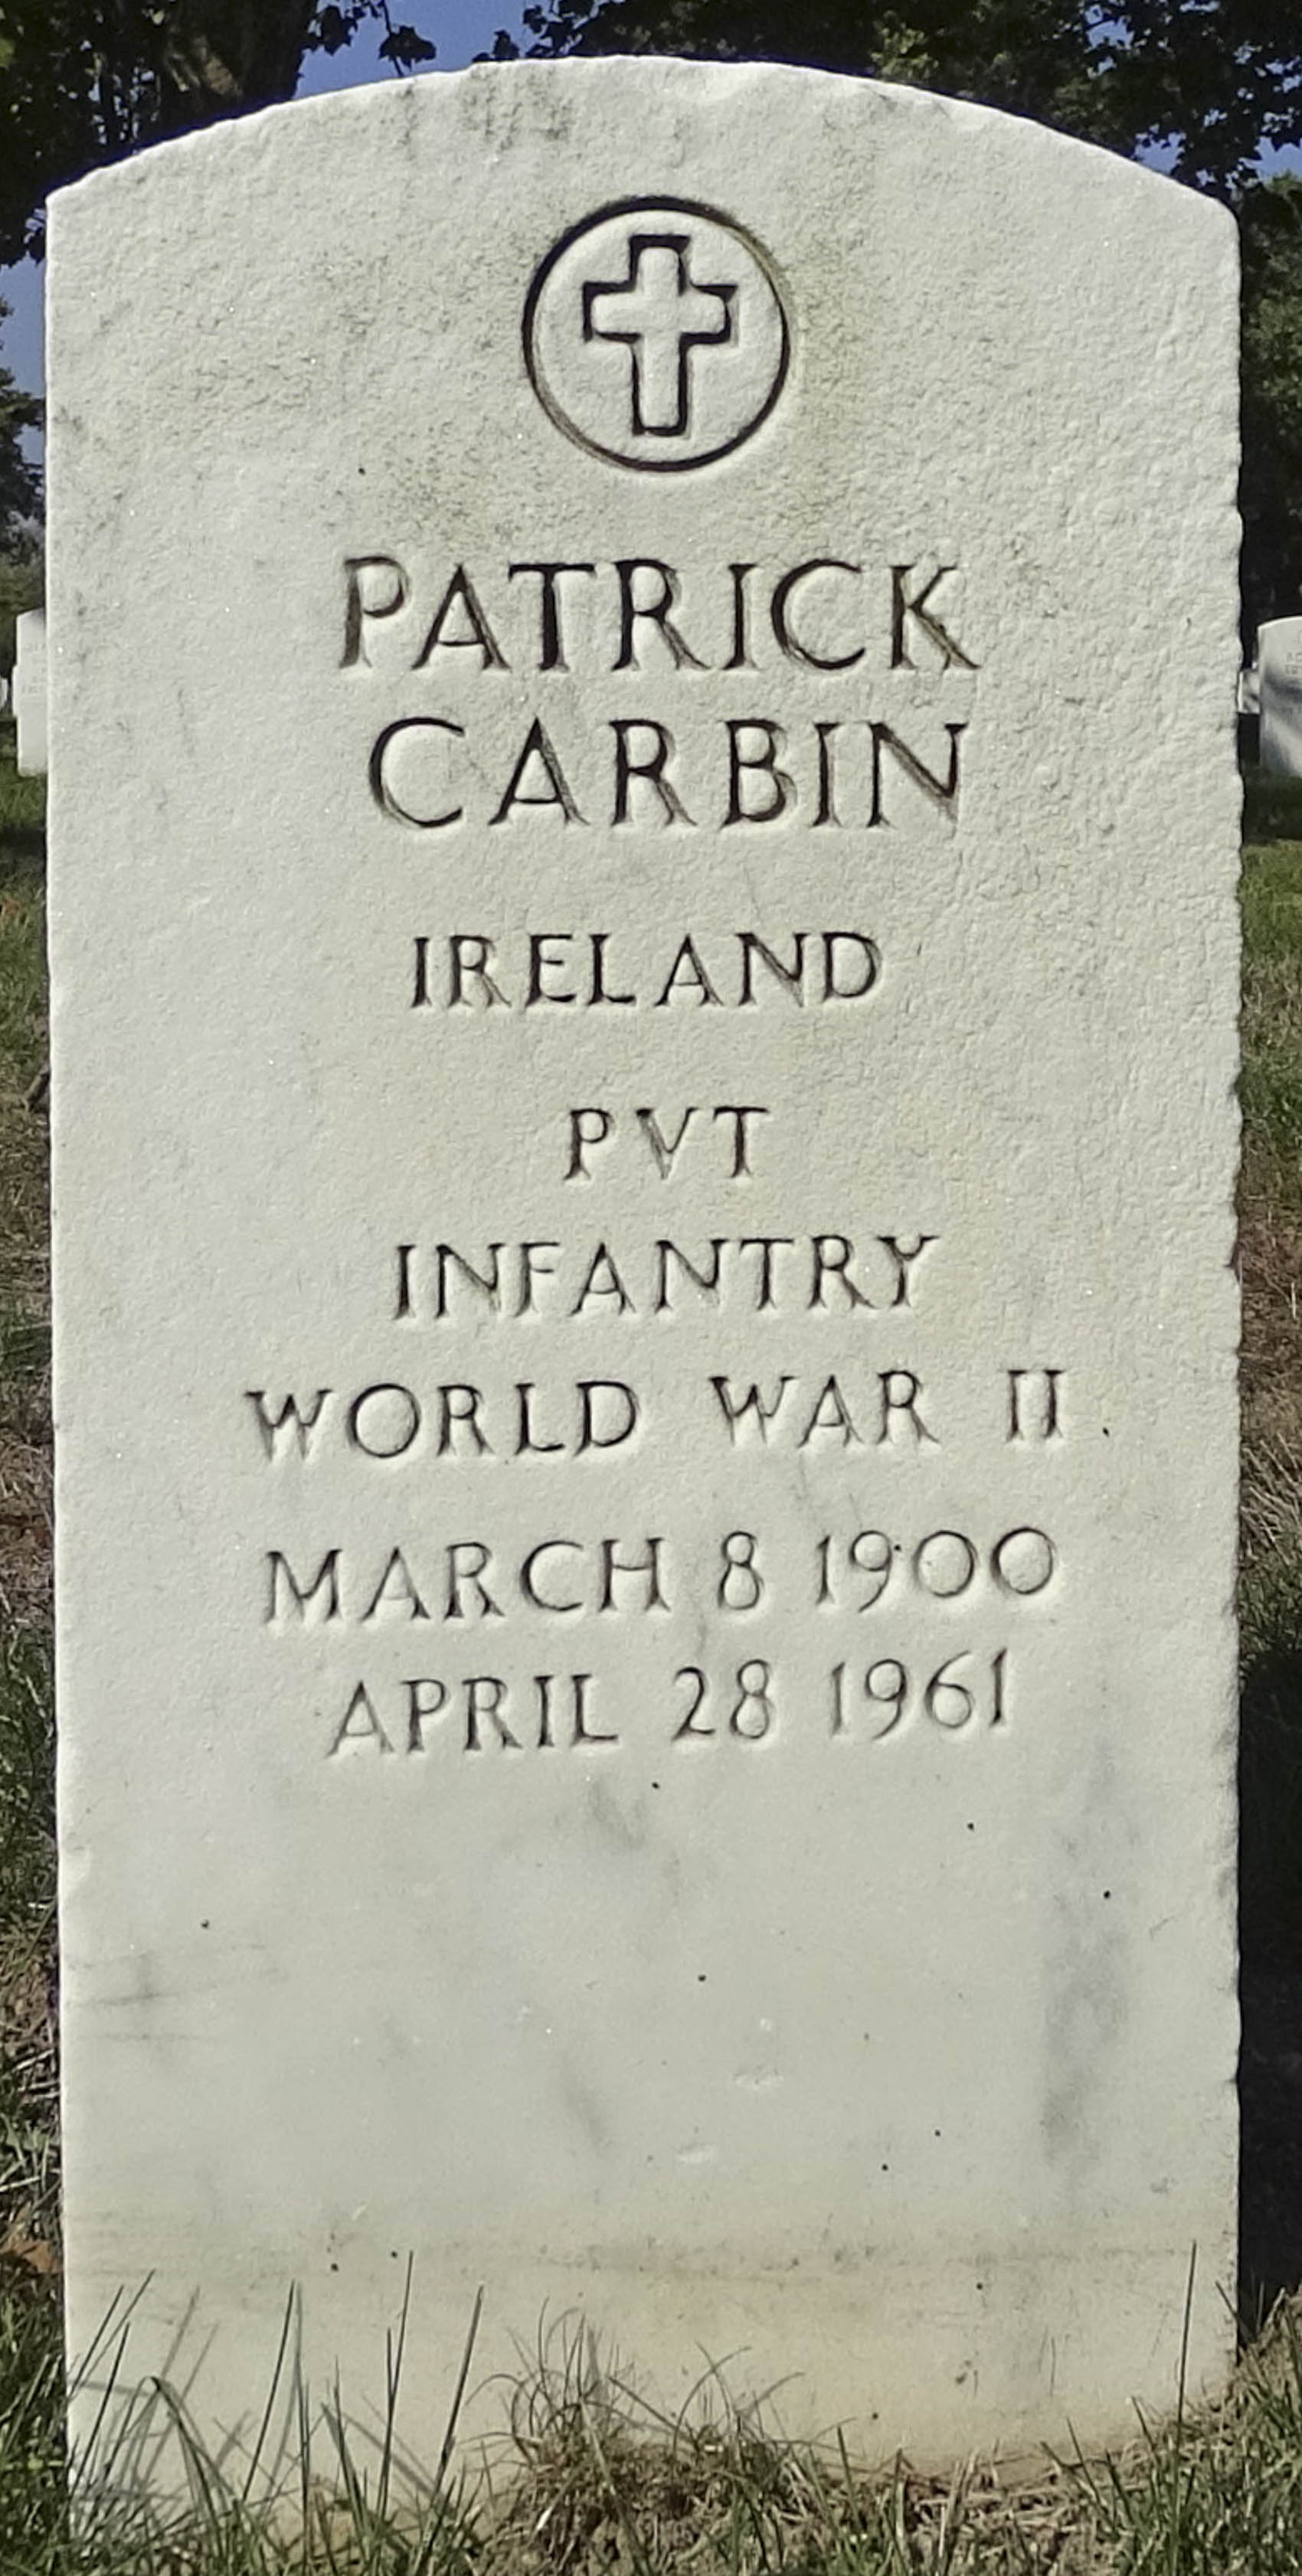 PATRICK
CARBIN
IRELAND
PVT
INFANTRY
WORLD WAR II
MARCH 8 1900
APRIL 28 1961